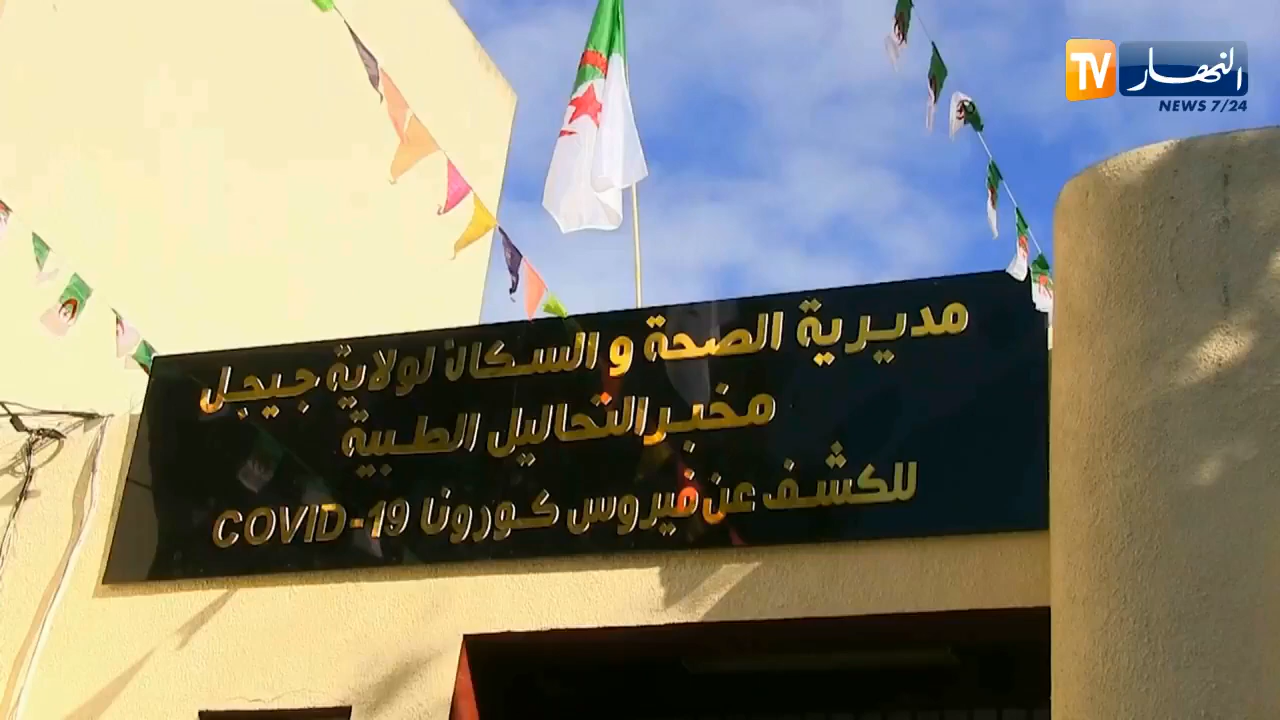 TV النهار
NEWS 7/24
مديرية الصحة و السكان لولاية جيجل
مخبر التحاليل الطبية
للكشف عن فيروس كورونا COVID-19